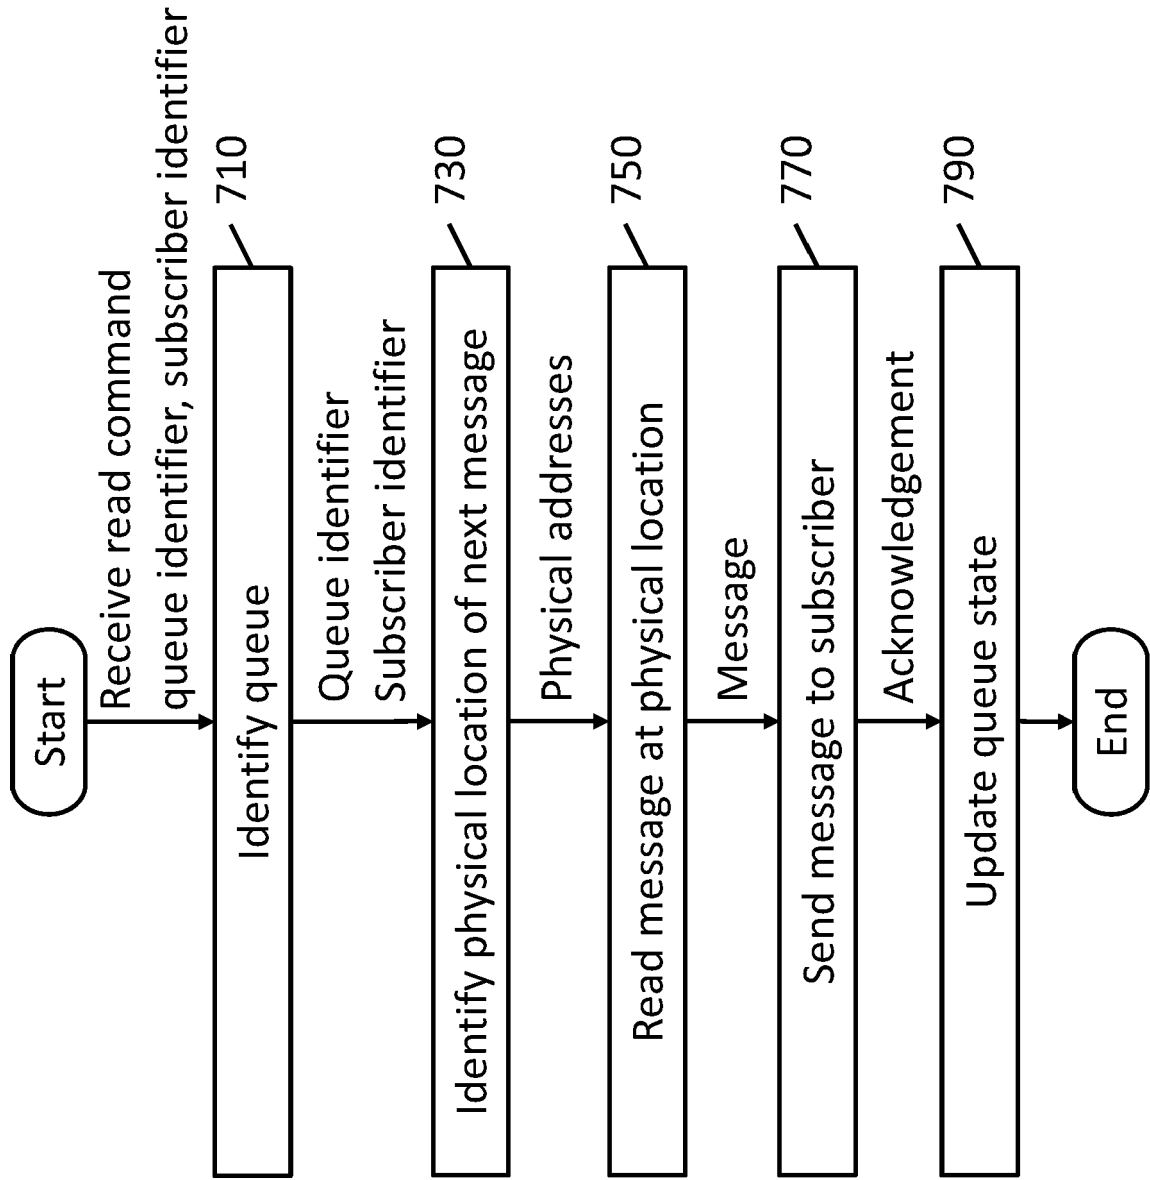 Start
Receive read command
queue identifier, subscriber identifier
710
Identify queue
Queue identifier
Subscriber identifier
730
Identify physical location of next message
Physical addresses
750
Read message at physical location
Message
770
Send message to subscriber
Acknowledgement
790
Update queue state
End